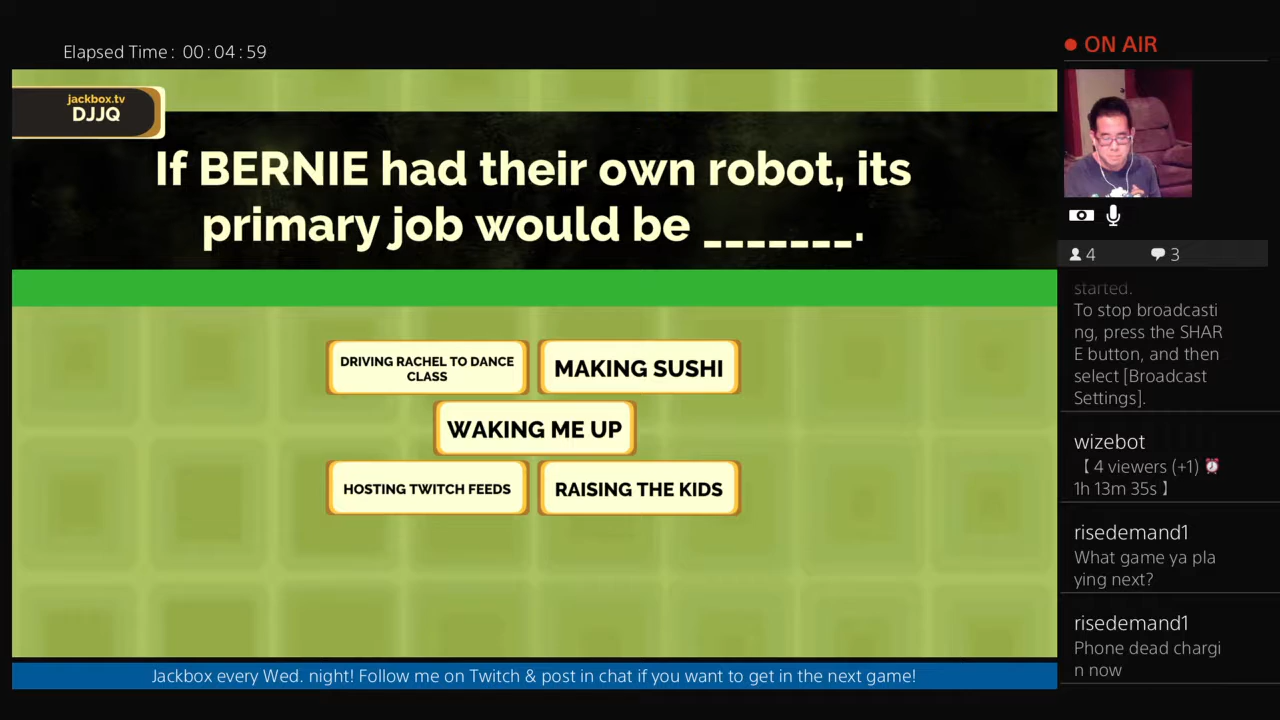 Elapsed Time: 00:04:59
ON AIR
jackbox.tv
DJJQ
If BERNIE had their own robot, its
primary job would be _______.
4
3
DRIVING RACHEL TO DANCE
CLASS
MAKING SUSHI
WAKING ME UP
HOSTING TWITCH FEEDS
RAISING THE KIDS
started.
To stop broadcasti
ng, press the SHAR
E button, and then
select [Broadcast
Settings].
wizebot
【 4 viewers (+1) ⏰
1h 13m 35s 】
risedemand1
What game ya pla
ying next?
risedemand1
Phone dead chargi
n now
Jackbox every Wed. night! Follow me on Twitch & post in chat if you want to get in the next game!